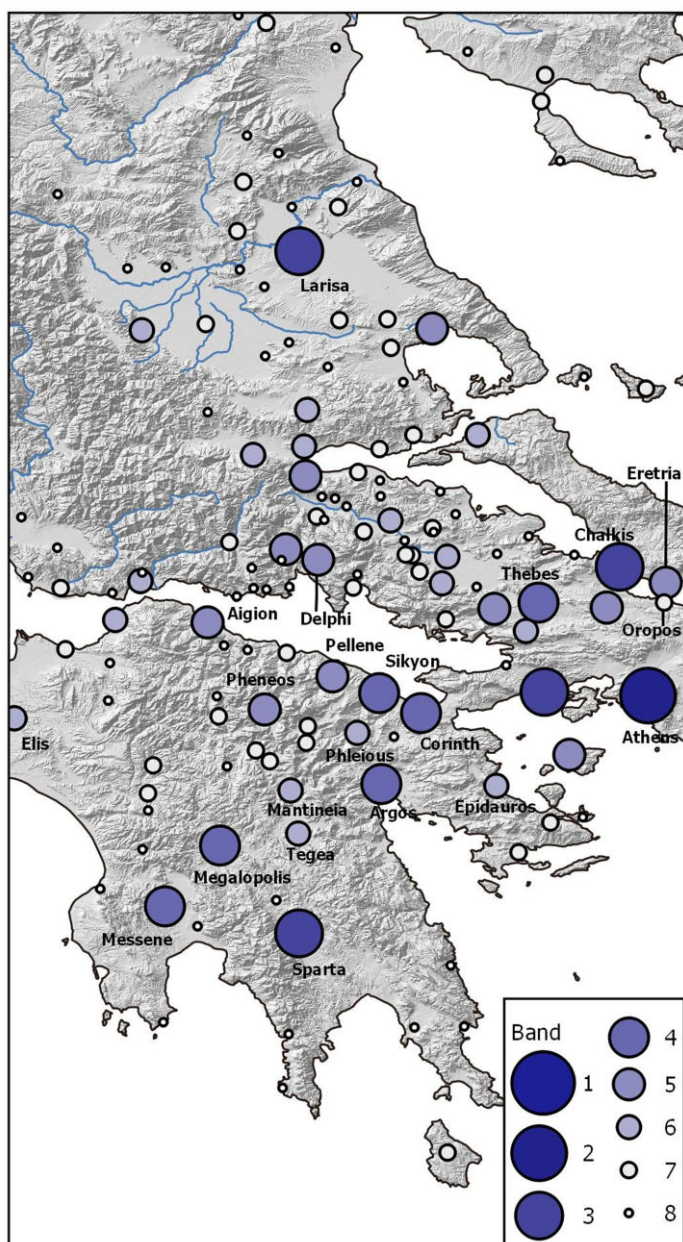 Larisa
Eretria
Chalkis
Thebes
Aigion
Delphi
Oropos
Pellene
Sikyon
Pheneos
Elis
Phleious
Corinth
Athens
Mantineia
Argos
Epidauros
Tegea
Megalopolis
Messene
Sparta
Band
1
2
3
4
5
6
7
8